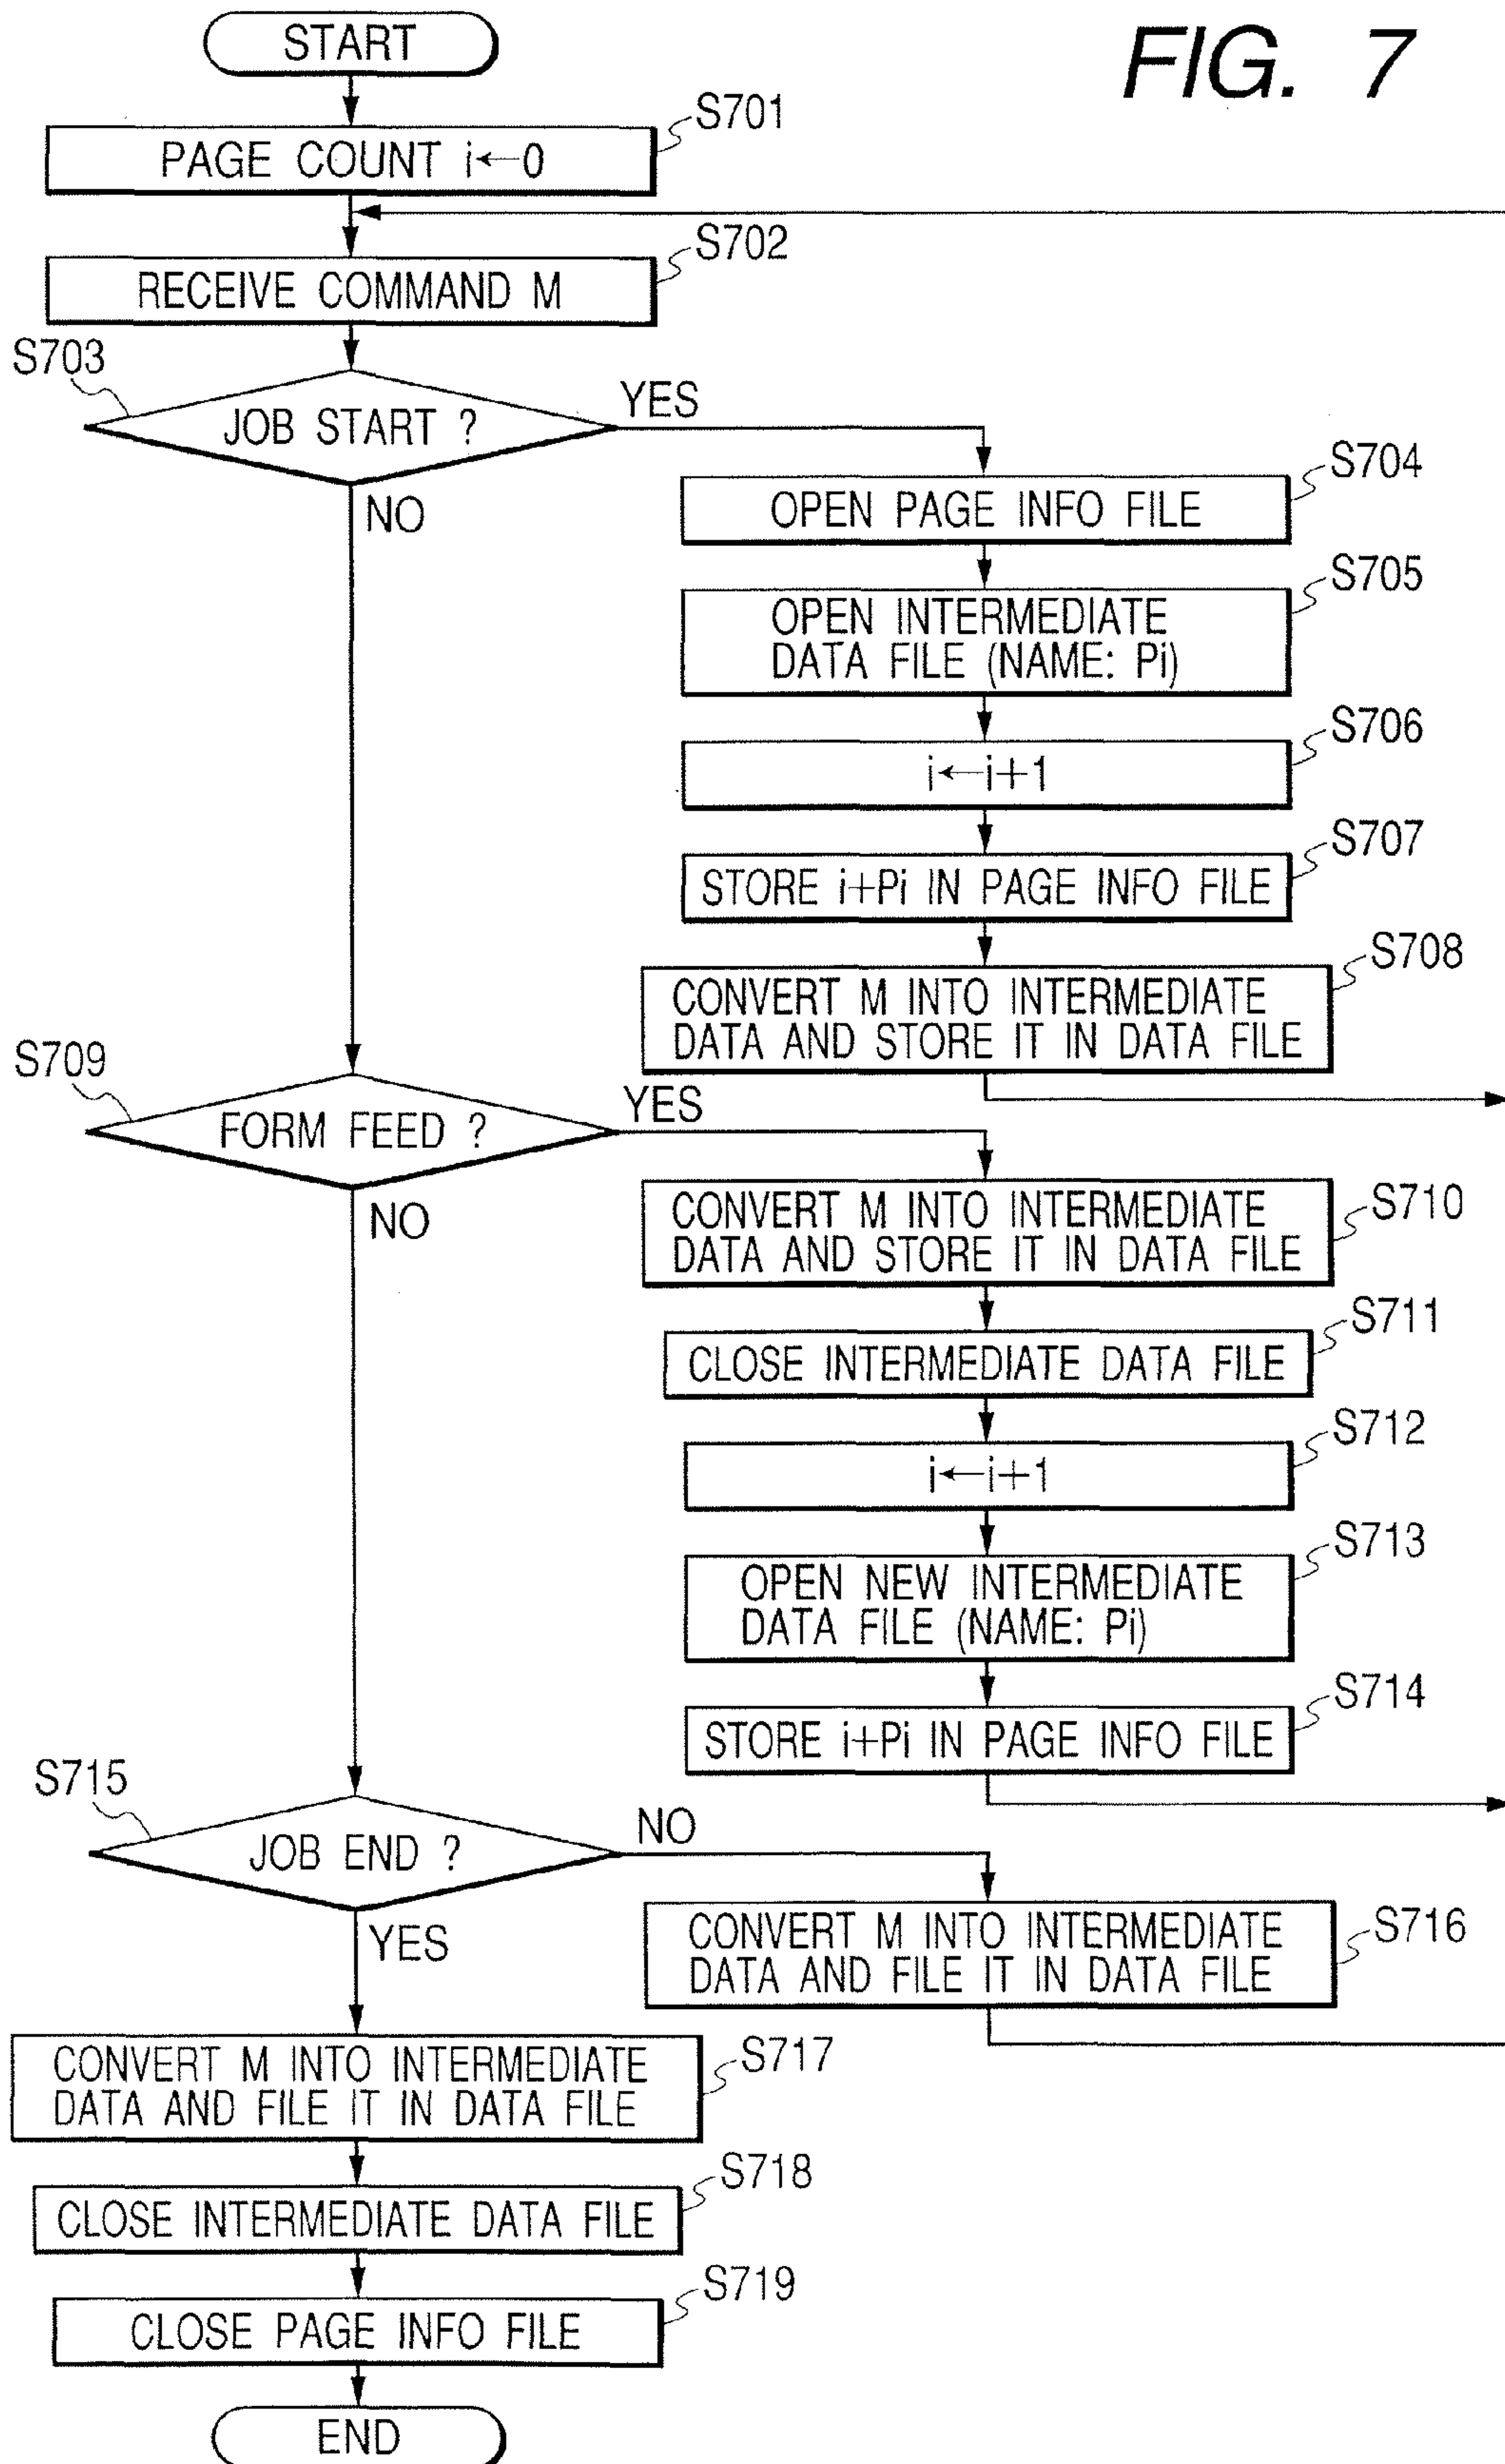 FIG. 7
START
S701
PAGE COUNT i←0
S702
RECEIVE COMMAND M
S703
JOB START ?
YES
NO
S704
OPEN PAGE INFO FILE
S705
OPEN INTERMEDIATE
DATA FILE (NAME: Pi)
S706
i←i+1
S707
STORE i+Pi IN PAGE INFO FILE
S708
CONVERT M INTO INTERMEDIATE
DATA AND STORE IT IN DATA FILE
S709
FORM FEED ?
YES
NO
S710
CONVERT M INTO INTERMEDIATE
DATA AND STORE IT IN DATA FILE
S711
CLOSE INTERMEDIATE DATA FILE
S712
i←i+1
S713
OPEN NEW INTERMEDIATE
DATA FILE (NAME: Pi)
S714
STORE i+Pi IN PAGE INFO FILE
S715
JOB END ?
NO
YES
S716
CONVERT M INTO INTERMEDIATE
DATA AND FILE IT IN DATA FILE
S717
CONVERT M INTO INTERMEDIATE
DATA AND FILE IT IN DATA FILE
S718
CLOSE INTERMEDIATE DATA FILE
S719
CLOSE PAGE INFO FILE
END